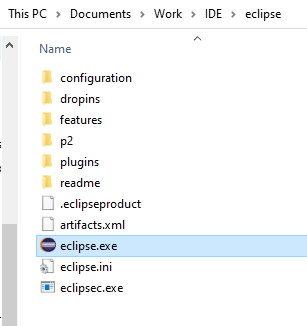 This PC > Documents > Work > IDE > eclipse
Name
configuration
dropins
features
p2
plugins
readme
.eclipseproduct
artifacts.xml
eclipse.exe
eclipse.ini
eclipsec.exe